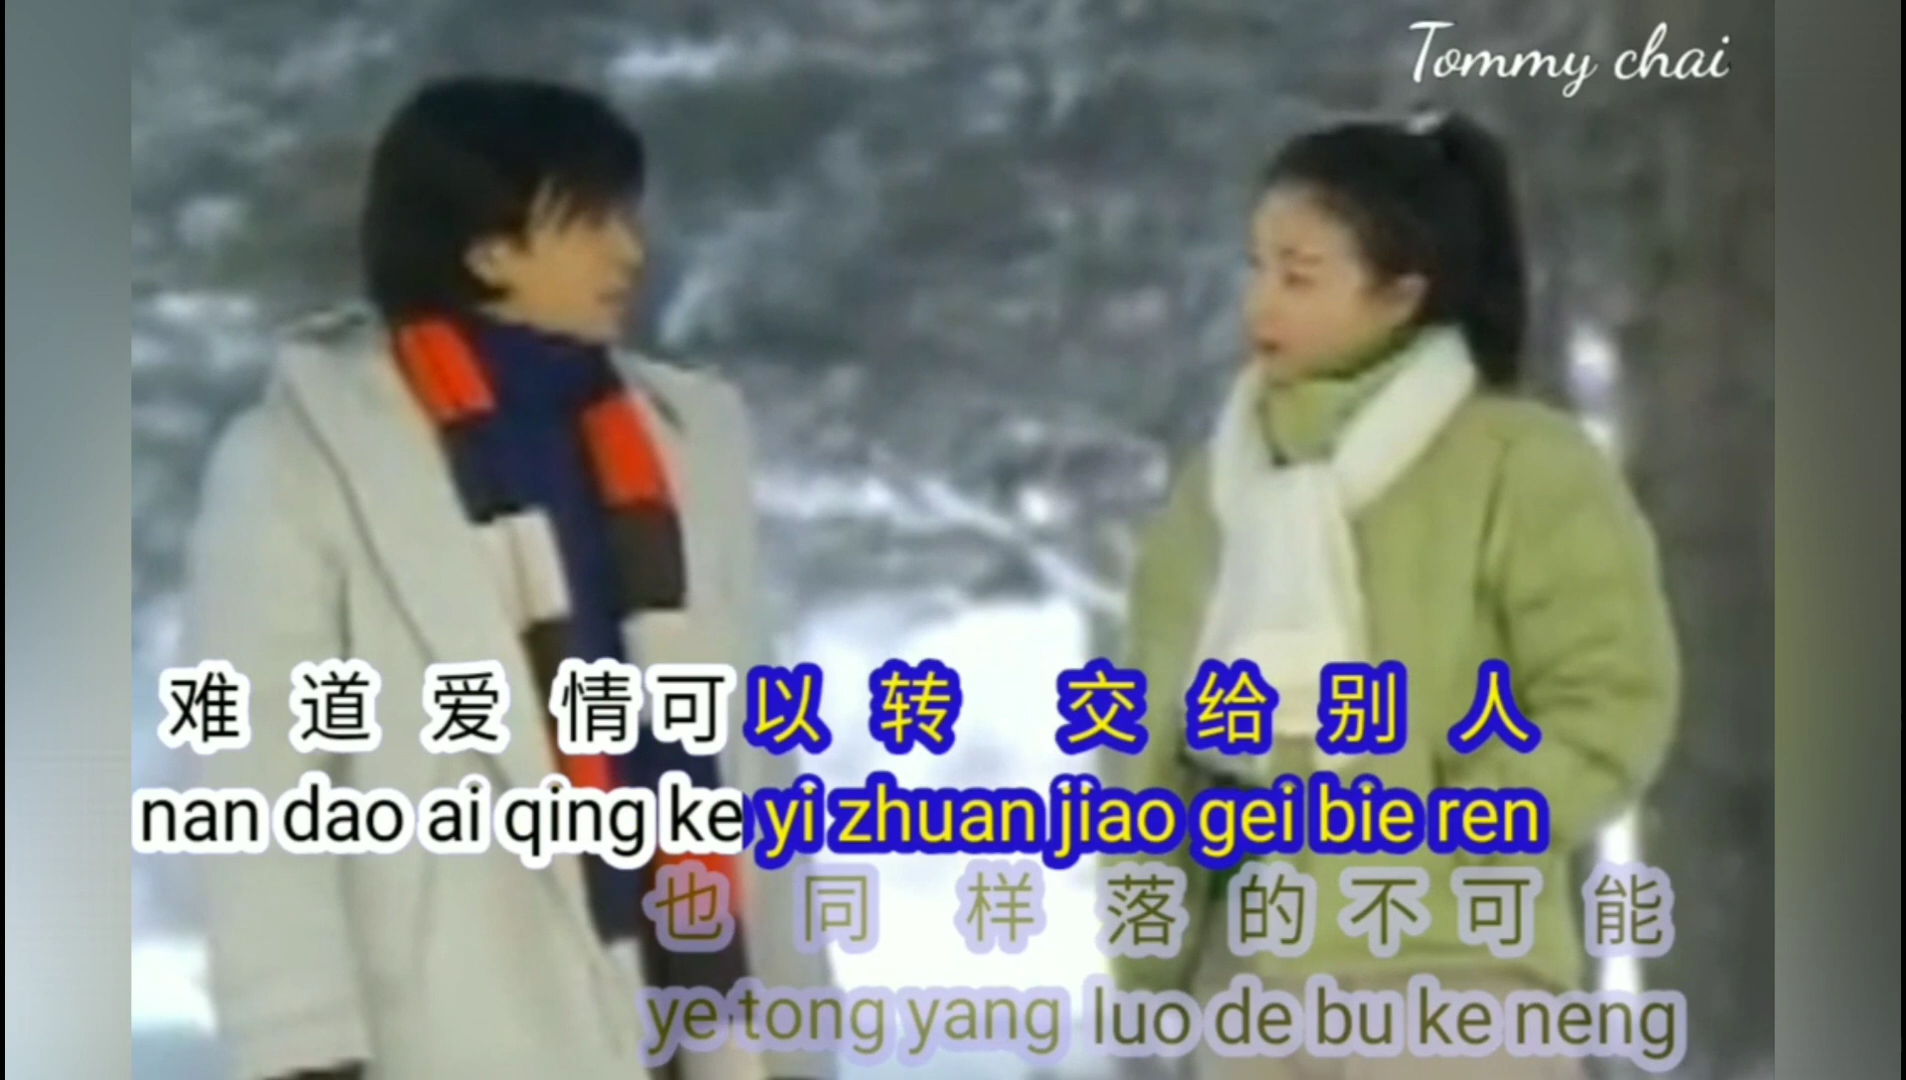 Tommy chai
难道爱情可以转 交给别人
nan dao ai qing ke yi zhuan jiao gei bie ren
也同样落的不可能
ye tong yang luo de bu ke neng